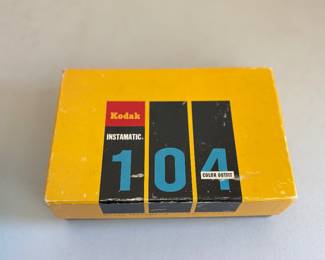 Kodak
INSTAMATIC.
104
COLOR OUTFIT